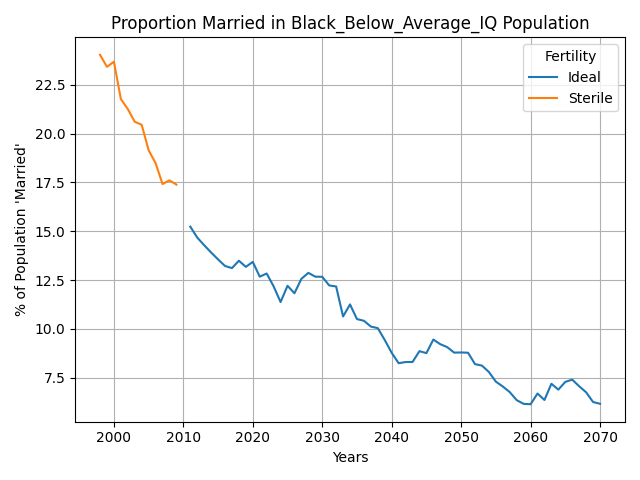 Proportion Married in Black_Below_Average_IQ Population
% of Population 'Married'
22.5
20.0
17.5
15.0
12.5
10.0
7.5
Fertility
Ideal
Sterile
2000 2010 2020 2030 2040 2050 2060 2070
Years